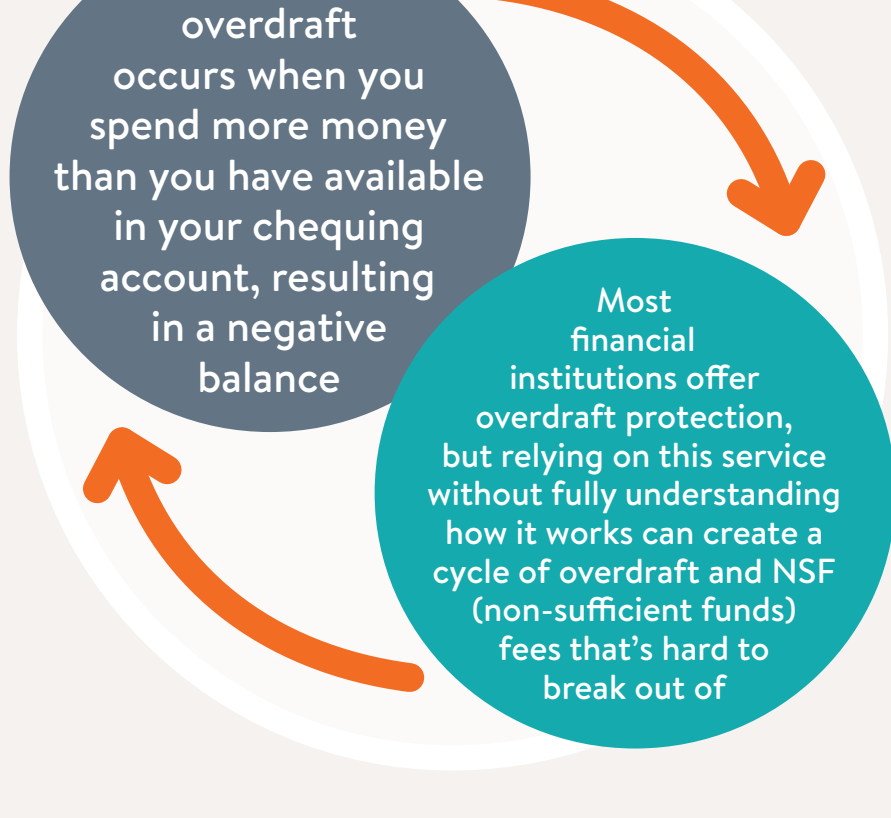 overdraft
occurs when you
spend more money
than you have available
in your chequing
account, resulting
in a negative
balance
Most
financial
institutions offer
overdraft protection,
but relying on this service
without fully understanding
how it works can create a
cycle of overdraft and NSF
(non-sufficient funds)
fees that’s hard to
break out of